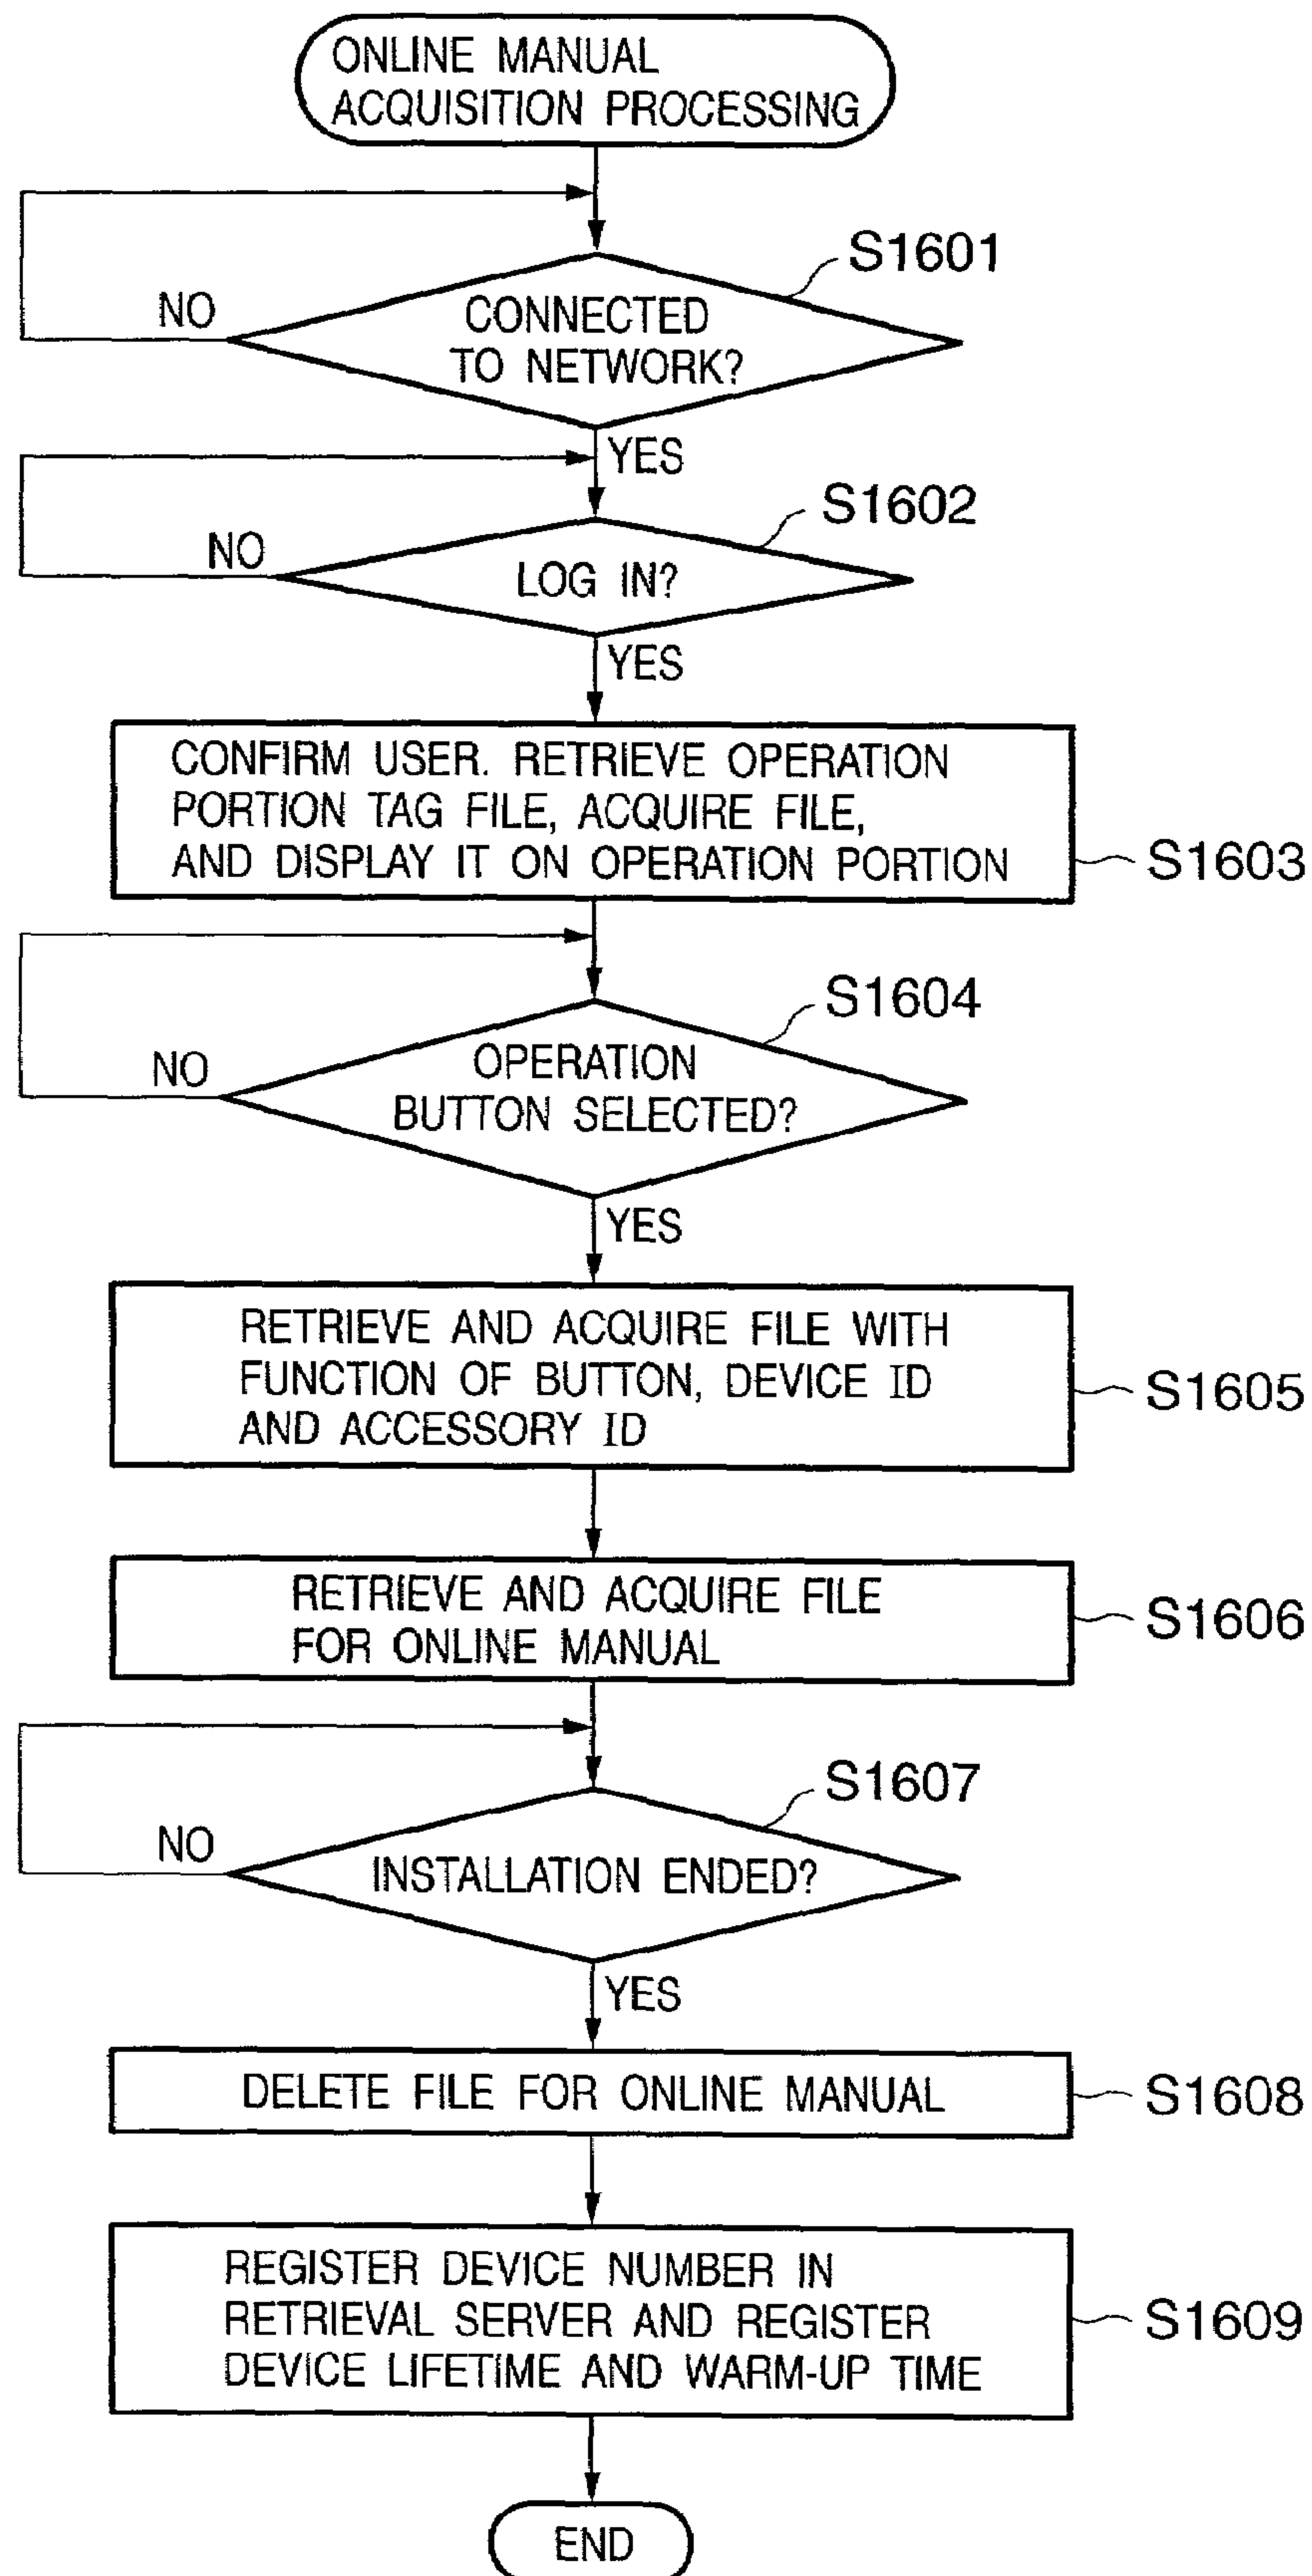 ONLINE MANUAL
ACQUISITION PROCESSING
S1601
NO
CONNECTED
TO NETWORK?
YES
S1602
NO
LOG IN?
YES
CONFIRM USER. RETRIEVE OPERATION
PORTION TAG FILE, ACQUIRE FILE,
AND DISPLAY IT ON OPERATION PORTION
S1603
S1604
NO
OPERATION
BUTTON SELECTED?
YES
RETRIEVE AND ACQUIRE FILE WITH
FUNCTION OF BUTTON, DEVICE ID
AND ACCESSORY ID
S1605
RETRIEVE AND ACQUIRE FILE
FOR ONLINE MANUAL
S1606
S1607
NO
INSTALLATION ENDED?
YES
DELETE FILE FOR ONLINE MANUAL
S1608
REGISTER DEVICE NUMBER IN
RETRIEVAL SERVER AND REGISTER
DEVICE LIFETIME AND WARM-UP TIME
S1609
END